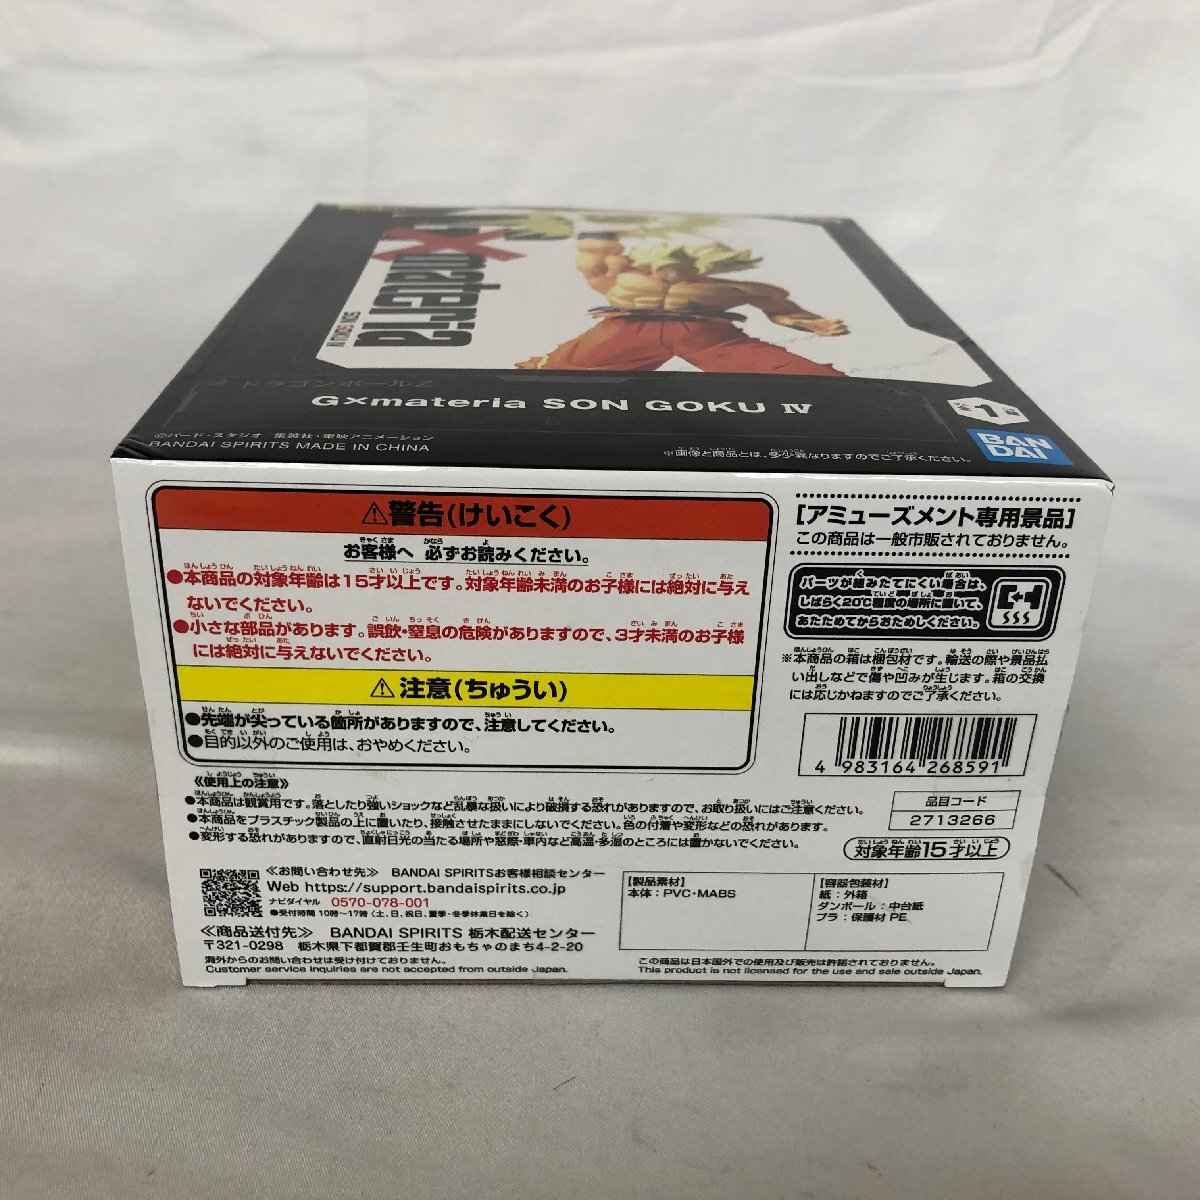 G×materia
SON GOKU IV
ドラゴンボールZ
G×materia SON GOKU IV
©バード・スタジオ/集英社・東映アニメーション
BANDAI SPIRITS MADE IN CHINA
全1種
BAN
DAI
※画像と商品とは、多少異なりますのでご了承ください。
⚠警告(けいこく)
お客様へ 必ずお読みください。
●本商品の対象年齢は15才以上です。対象年齢未満のお子様には絶対に与え
ないでください。
●小さな部品があります。誤飲・窒息の危険がありますので、3才未満のお子様
には絶対に与えないでください。
⚠注意(ちゅうい)
●先端が尖っている箇所がありますので、注意してください。
●目的以外のご使用は、おやめください。
《使用上の注意》
●本商品は観賞用です。落としたり強いショックなど乱暴な扱いにより破損する恐れがありますので、お取り扱いにはご注意ください。
●本商品をプラスチック製品の上に置いたり、接触させたままにしないでください。色の付着や変形などの恐れがあります。
●変形する恐れがありますので、直射日光の当たる場所や窓際・車内など高温・多湿のところには置かないでください。
≪お問い合わせ先≫ BANDAI SPIRITSお客様相談センター
Web https://support.bandaispirits.co.jp
ナビダイヤル 0570-078-001
●受付時間 10時〜17時(土、日、祝日、夏季・冬季休業日を除く)
≪商品送付先≫ BANDAI SPIRITS 栃木配送センター
〒321-0298 栃木県下都賀郡壬生町おもちゃのまち4-2-20
海外からのお問い合わせは受け付けておりません。
Customer service inquiries are not accepted from outside Japan.
[アミューズメント専用景品]
この商品は一般市販されておりません。
パーツが組みたてにくい場合は、
しばらく20℃程度の場所に置いて、
あたためてからおためしください。
※本商品の箱は梱包材です。輸送の際や景品払
い出しなどで傷や凹みが生じます。箱の交換
には応じかねますのでご了承ください。
4 983164 268591
品目コード
2713266
対象年齢15才以上
【製品素材】
本体:PVC・MABS
【容器包装材】
紙:外箱
ダンボール:中台紙
プラ:保護材 PE
この商品は日本国外での使用及び販売は許諾されておりません。
This product is not licensed for the use and sale outside Japan.